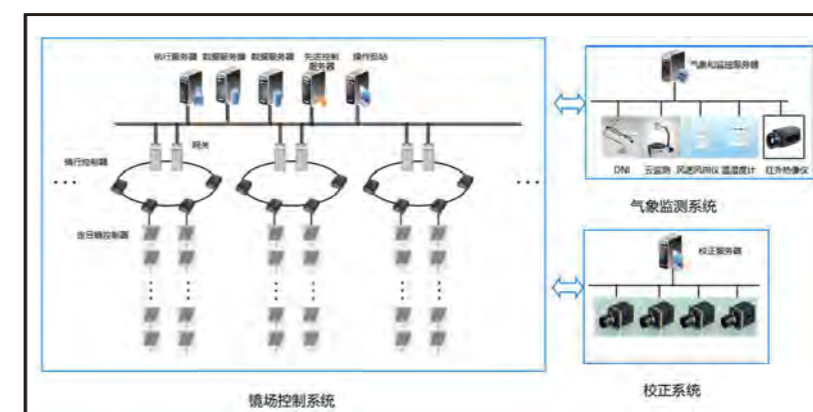 执行服务器 数据服务器 数据服务器 先进控制服务器 操作员站
网关
镜行控制器
定日镜控制器
镜场控制系统
气象和监控服务器
DNI 云监测 风速风向仪 温湿度计 红外热像仪
气象监测系统
校正服务器
校正系统